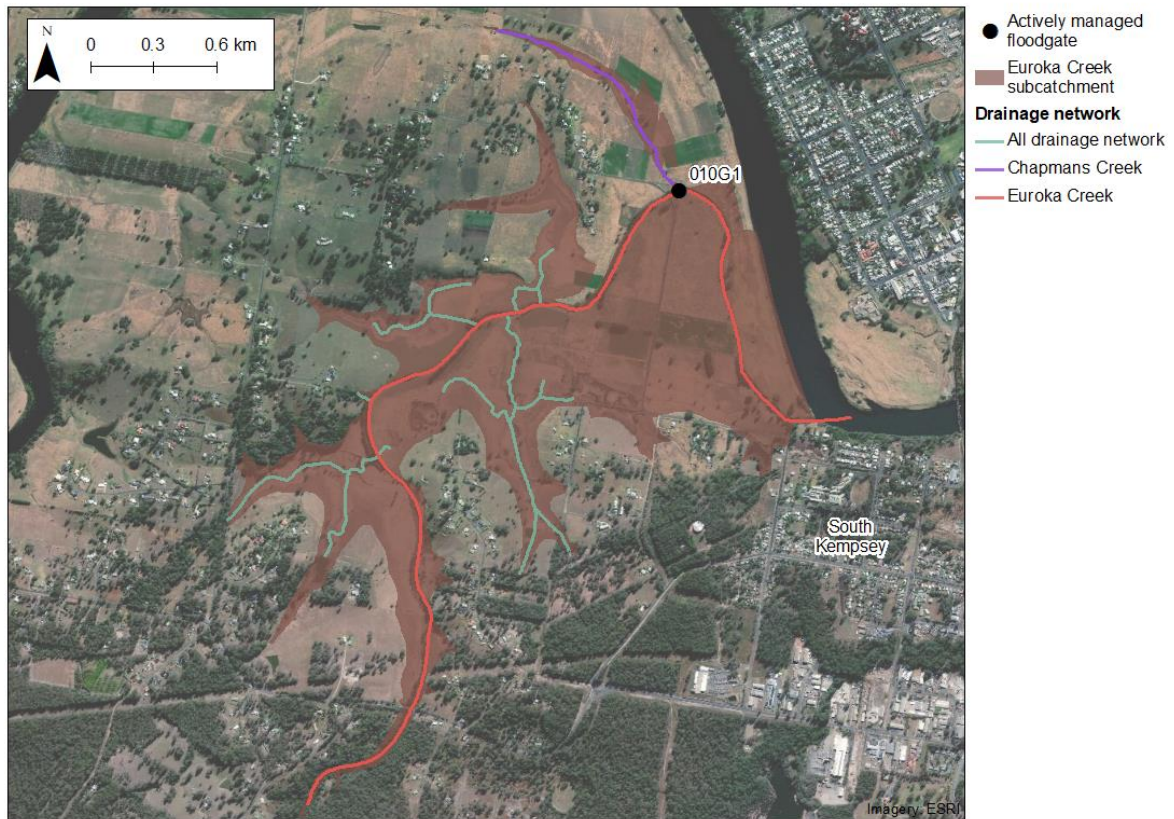 N
0 0.3 0.6 km
010G1
South
Kempsey
Imagery, ESRI
Actively managed
floodgate
Euroka Creek
subcatchment
Drainage network
All drainage network
Chapmans Creek
Euroka Creek